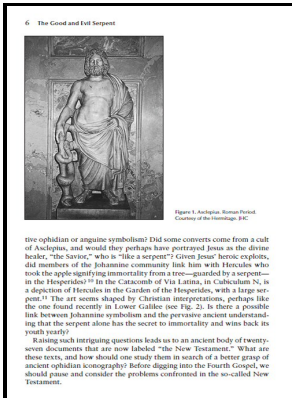 6 The Good and Evil Serpent
Figure 1. Asclepius. Roman Period.
Courtesy of the Hermitage. JHC
tive ophidian or anguine symbolism? Did some converts come from a cult
of Asclepius, and would they perhaps have portrayed Jesus as the divine
healer, “the Savior,” who is “like a serpent”? Given Jesus’ heroic exploits,
did members of the Johannine community link him with Hercules who
took the apple signifying immortality from a tree—guarded by a serpent—
in the Hesperides?¹⁰ In the Catacomb of Via Latina, in Cubiculum N, is
a depiction of Hercules in the Garden of the Hesperides, with a large ser-
pent.¹¹ The art seems shaped by Christian interpretations, perhaps like
the one found recently in Lower Galilee (see Fig. 2). Is there a possible
link between Johannine symbolism and the pervasive ancient understand-
ing that the serpent alone has the secret to immortality and wins back its
youth yearly?
Raising such intriguing questions leads us to an ancient body of twenty-
seven documents that are now labeled “the New Testament.” What are
these texts, and how should one study them in search of a better grasp of
ancient ophidian iconography? Before digging into the Fourth Gospel, we
should pause and consider the problems confronted in the so-called New
Testament.